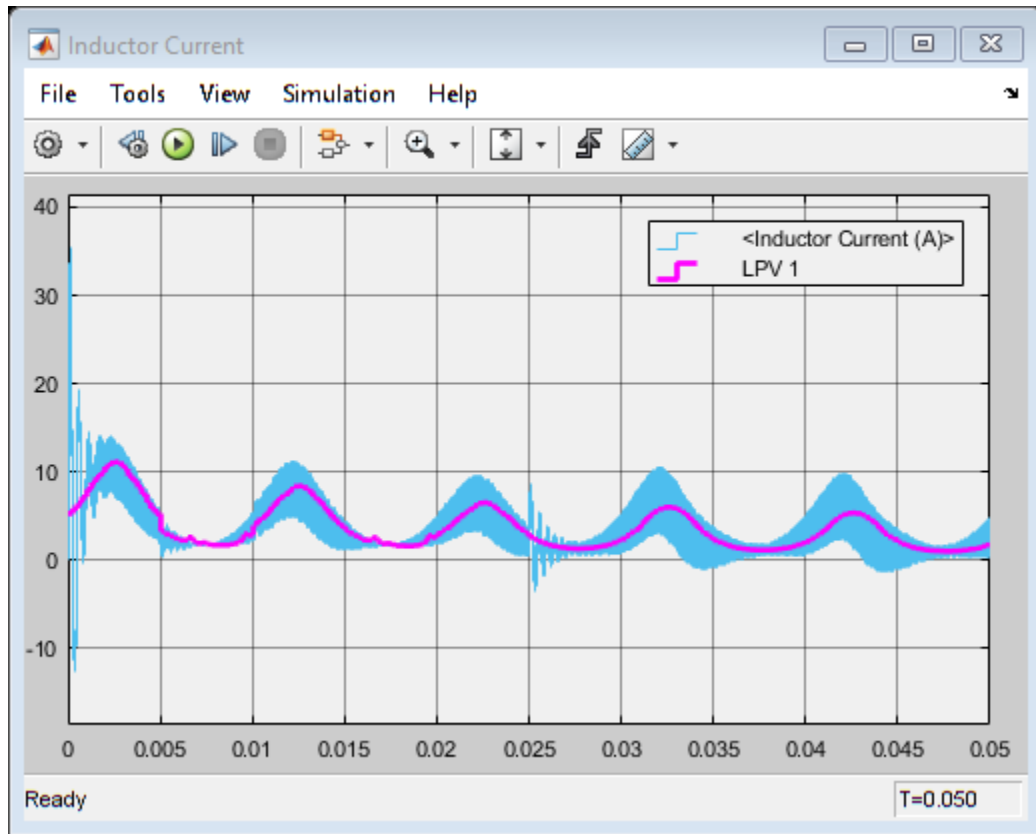 Inductor Current
File Tools View Simulation Help
<Inductor Current (A)>
LPV 1
40
30
20
10
0
-10
0 0.005 0.01 0.015 0.02 0.025 0.03 0.035 0.04 0.045 0.05
Ready T=0.050